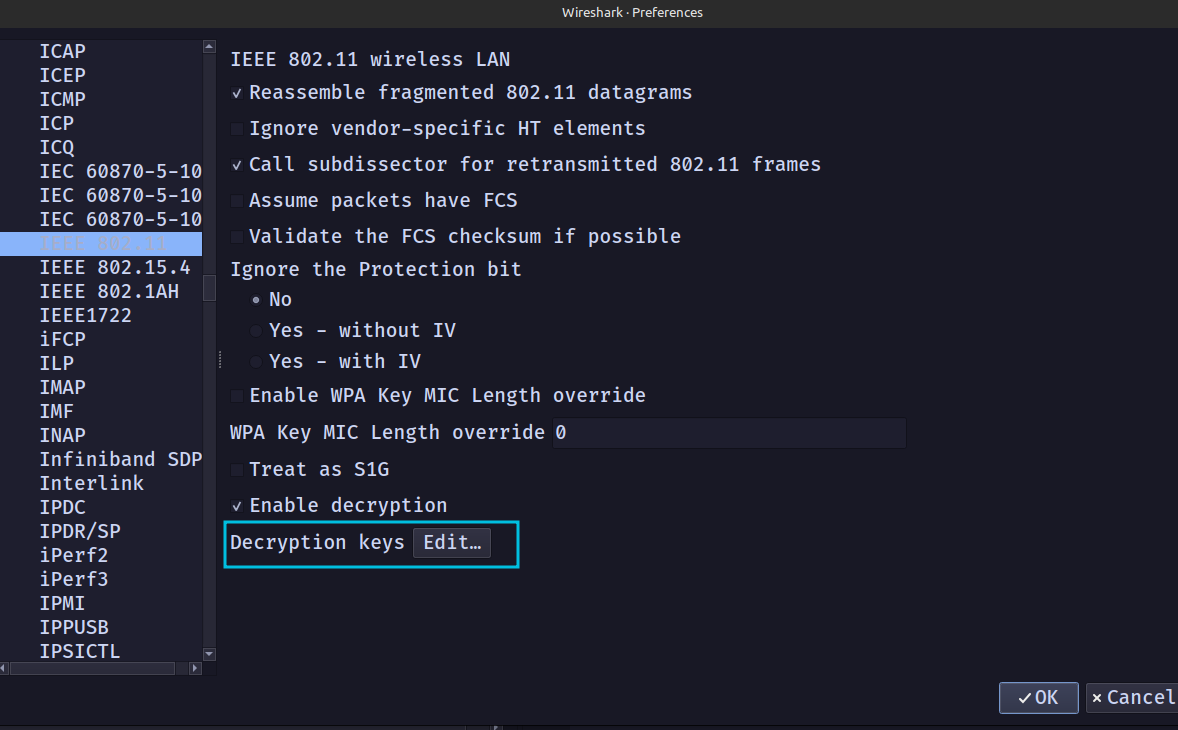 Wireshark · Preferences
ICAP
ICEP
ICMP
ICP
ICQ
IEC 60870-5-10
IEC 60870-5-10
IEC 60870-5-10
IEEE 802.11
IEEE 802.15.4
IEEE 802.1AH
IEEE1722
iFCP
ILP
IMAP
IMF
INAP
Infiniband SDP
Interlink
IPDC
IPDR/SP
iPerf2
iPerf3
IPMI
IPPUSB
IPSICTL
IEEE 802.11 wireless LAN
Reassemble fragmented 802.11 datagrams
Ignore vendor-specific HT elements
Call subdissector for retransmitted 802.11 frames
Assume packets have FCS
Validate the FCS checksum if possible
Ignore the Protection bit
No
Yes - without IV
Yes - with IV
Enable WPA Key MIC Length override
WPA Key MIC Length override 0
Treat as S1G
Enable decryption
Decryption keys Edit…
OK
Cancel